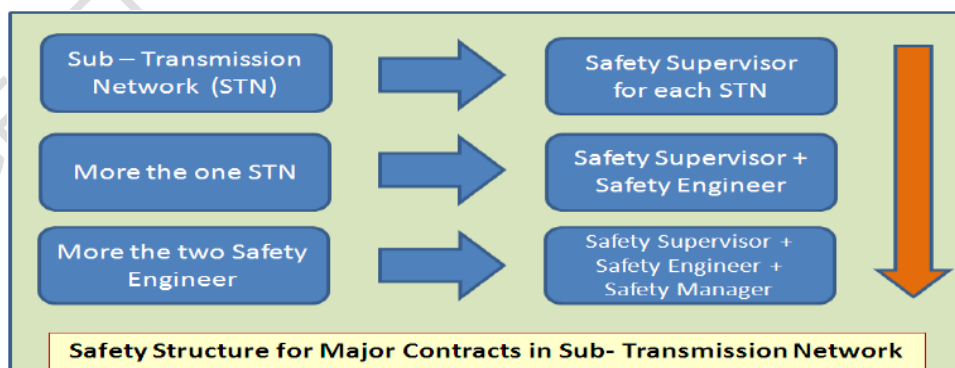 Sub – Transmission
Network (STN)
Safety Supervisor
for each STN
More the one STN
Safety Supervisor +
Safety Engineer
More the two Safety
Engineer
Safety Supervisor +
Safety Engineer +
Safety Manager
Safety Structure for Major Contracts in Sub- Transmission Network